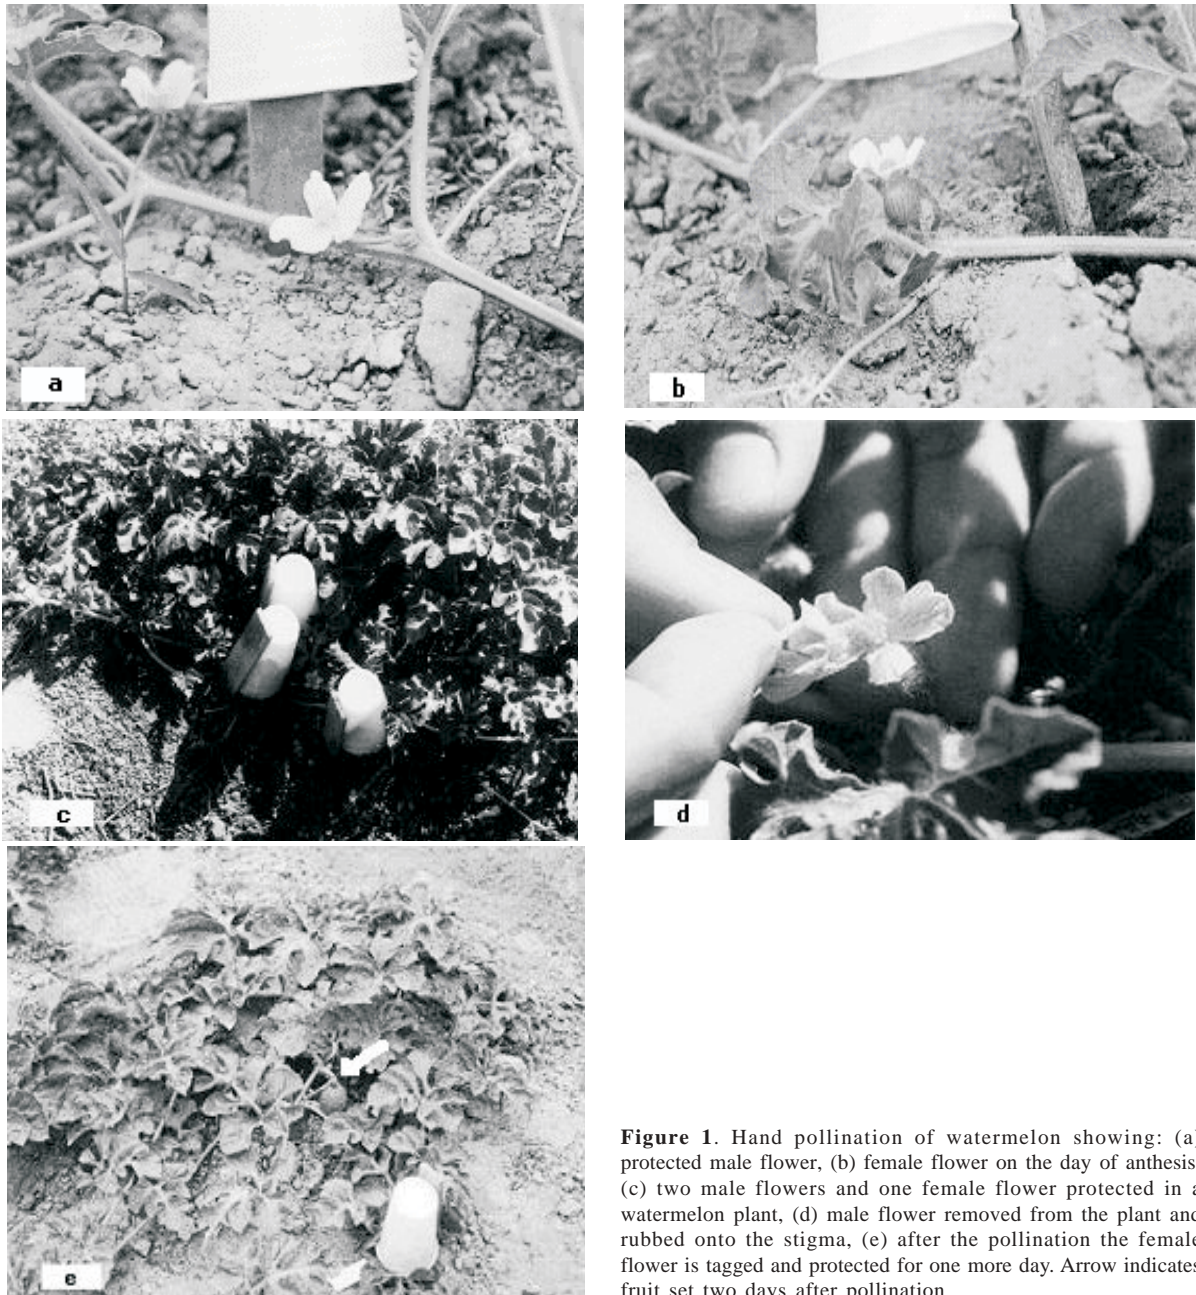 a
b
c
d
e
Figure 1. Hand pollination of watermelon showing: (a)
protected male flower, (b) female flower on the day of anthesis
(c) two male flowers and one female flower protected in a
watermelon plant, (d) male flower removed from the plant and
rubbed onto the stigma, (e) after the pollination the female
flower is tagged and protected for one more day. Arrow indicates
fruit set two days after pollination